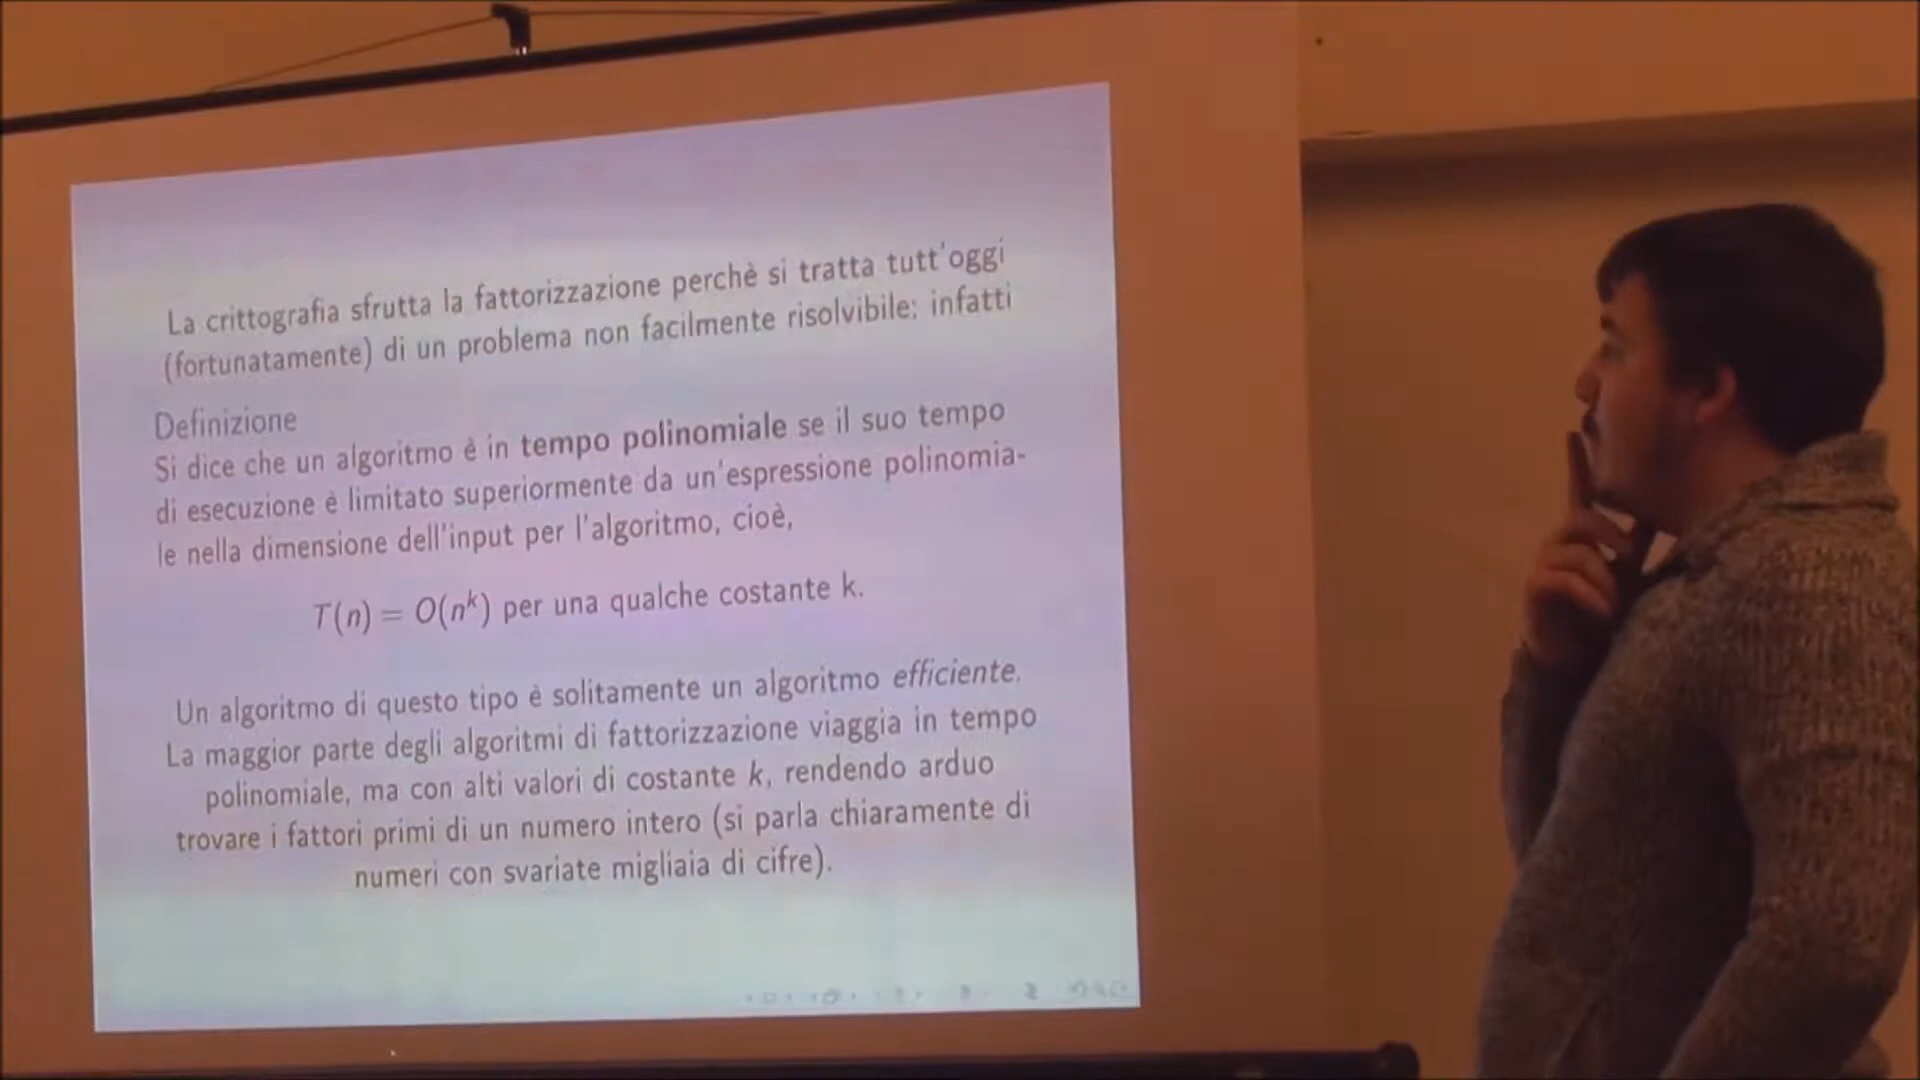 La crittografia sfrutta la fattorizzazione perchè si tratta tutt'oggi
(fortunatamente) di un problema non facilmente risolvibile; infatti
Definizione
Si dice che un algoritmo è in tempo polinomiale se il suo tempo
di esecuzione è limitato superiormente da un'espressione polinomia-
le nella dimensione dell'input per l'algoritmo, cioè,
T(n) = O(n^k) per una qualche costante k.
Un algoritmo di questo tipo è solitamente un algoritmo efficiente.
La maggior parte degli algoritmi di fattorizzazione viaggia in tempo
polinomiale, ma con alti valori di costante k, rendendo arduo
trovare i fattori primi di un numero intero (si parla chiaramente di
numeri con svariate migliaia di cifre).